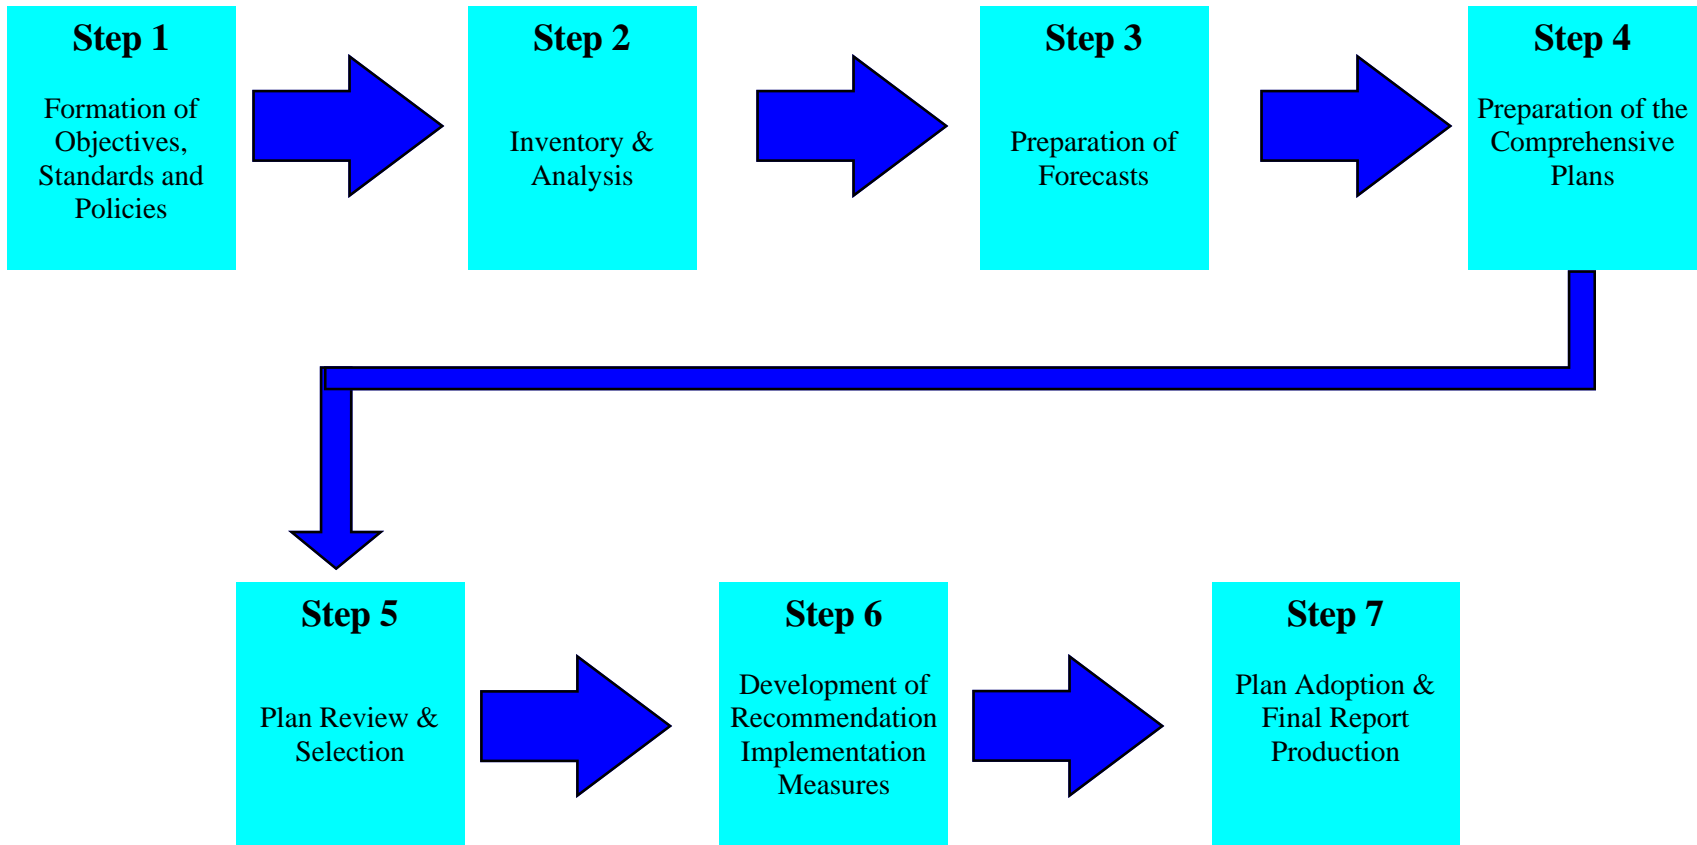 Step 1
Formation of
Objectives,
Standards and
Policies
Step 2
Inventory &
Analysis
Step 3
Preparation of
Forecasts
Step 4
Preparation of the
Comprehensive
Plans
Step 5
Plan Review &
Selection
Step 6
Development of
Recommendation
Implementation
Measures
Step 7
Plan Adoption &
Final Report
Production